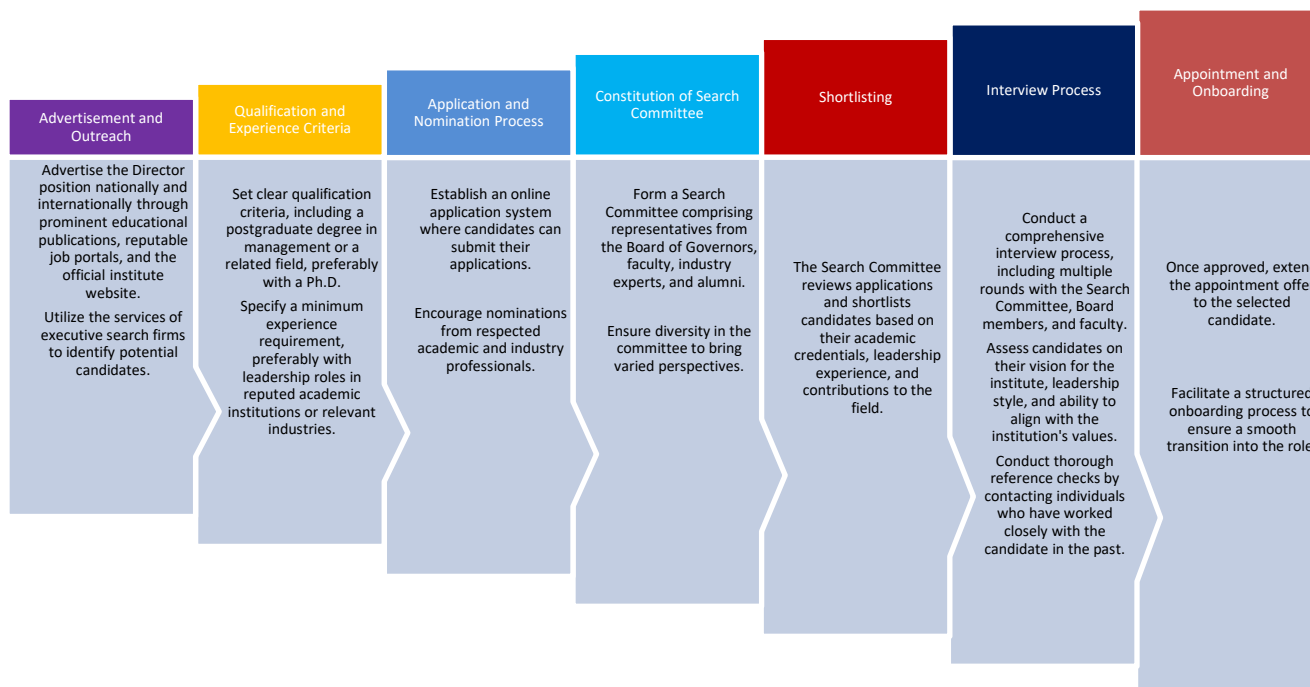 Advertisement and
Outreach
Advertise the Director
position nationally and
internationally through
prominent educational
publications, reputable
job portals, and the
official institute
website.
Utilize the services of
executive search firms
to identify potential
candidates.
Qualification and
Experience Criteria
Set clear qualification
criteria, including a
postgraduate degree in
management or a
related field, preferably
with a Ph.D.
Specify a minimum
experience
requirement,
preferably with
leadership roles in
reputed academic
institutions or relevant
industries.
Application and
Nomination Process
Establish an online
application system
where candidates can
submit their
applications.
Encourage nominations
from respected
academic and industry
professionals.
Constitution of Search
Committee
Form a Search
Committee comprising
representatives from
the Board of Governors,
faculty, industry
experts, and alumni.
Ensure diversity in the
committee to bring
varied perspectives.
Shortlisting
The Search Committee
reviews applications
and shortlists
candidates based on
their academic
credentials, leadership
experience, and
contributions to the
field.
Interview Process
Conduct a
comprehensive
interview process,
including multiple
rounds with the Search
Committee, Board
members, and faculty.
Assess candidates on
their vision for the
institute, leadership
style, and ability to
align with the
institution's values.
Conduct thorough
reference checks by
contacting individuals
who have worked
closely with the
candidate in the past.
Appointment and
Onboarding
Once approved, exten
the appointment offe
to the selected
candidate.
Facilitate a structured
onboarding process to
ensure a smooth
transition into the role